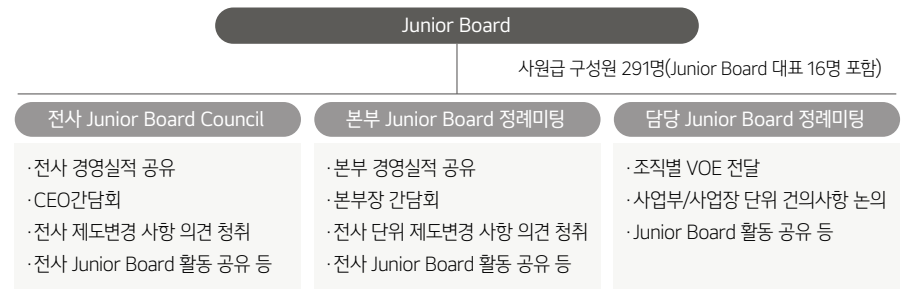 Junior Board
사원급 구성원 291명(Junior Board 대표 16명 포함)
전사 Junior Board Council
·전사 경영실적 공유
·CEO간담회
·전사 제도변경 사항 의견 청취
·전사 Junior Board 활동 공유 등
본부 Junior Board 정례미팅
·본부 경영실적 공유
·본부장 간담회
·전사 단위 제도변경 사항 의견 청취
·전사 Junior Board 활동 공유 등
담당 Junior Board 정례미팅
·조직별 VOE 전달
·사업부/사업장 단위 건의사항 논의
·Junior Board 활동 공유 등